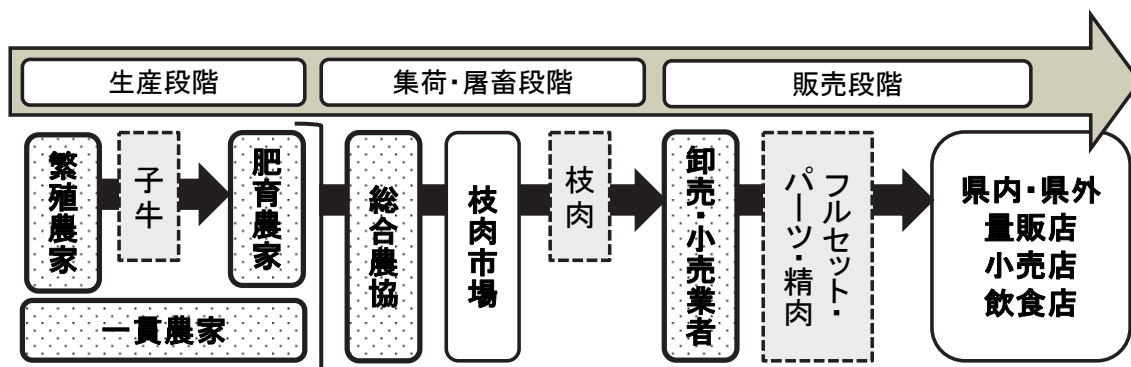 生産段階
集荷・屠畜段階
販売段階
繁殖農家
子牛
肥育農家
一貫農家
総合農協
枝肉市場
枝肉
卸売・小売業者
フルセット・
パーツ・精肉
県内・県外
量販店
小売店
飲食店